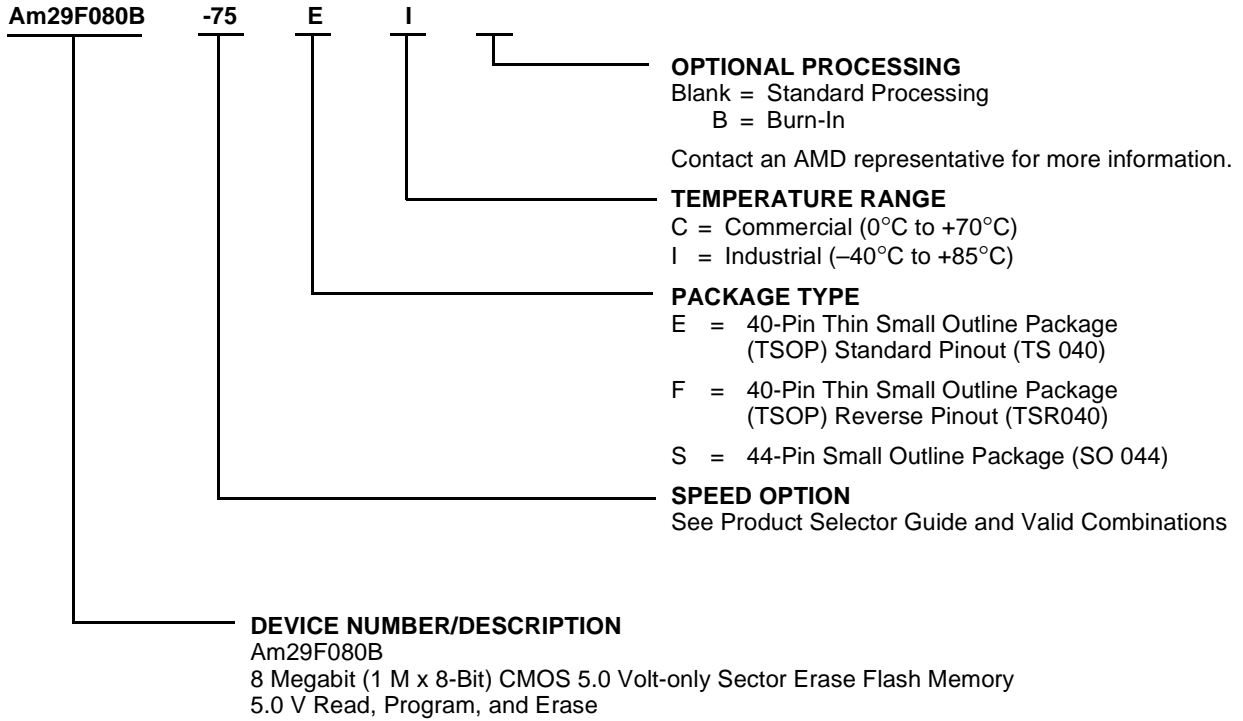 Am29F080B -75 E I
OPTIONAL PROCESSING
Blank = Standard Processing
B = Burn-In
Contact an AMD representative for more information.
TEMPERATURE RANGE
C = Commercial (0°C to +70°C)
I = Industrial (–40°C to +85°C)
PACKAGE TYPE
E = 40-Pin Thin Small Outline Package
(TSOP) Standard Pinout (TS 040)
F = 40-Pin Thin Small Outline Package
(TSOP) Reverse Pinout (TSR040)
S = 44-Pin Small Outline Package (SO 044)
SPEED OPTION
See Product Selector Guide and Valid Combinations
DEVICE NUMBER/DESCRIPTION
Am29F080B
8 Megabit (1 M x 8-Bit) CMOS 5.0 Volt-only Sector Erase Flash Memory
5.0 V Read, Program, and Erase